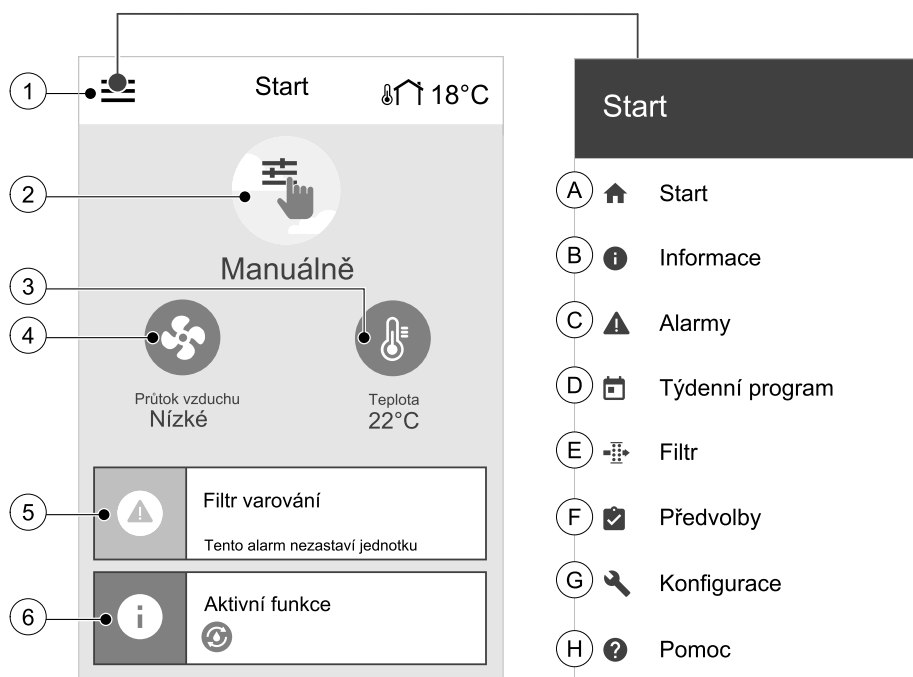 1
Start
18°C
2
Manuálně
3
4
Průtok vzduchu
Nízké
Teplota
22°C
5
Filtr varování
Tento alarm nezastaví jednotku
6
Aktivní funkce
Start
A Start
B Informace
C Alarmy
D Týdenní program
E Filtr
F Předvolby
G Konfigurace
H Pomoc